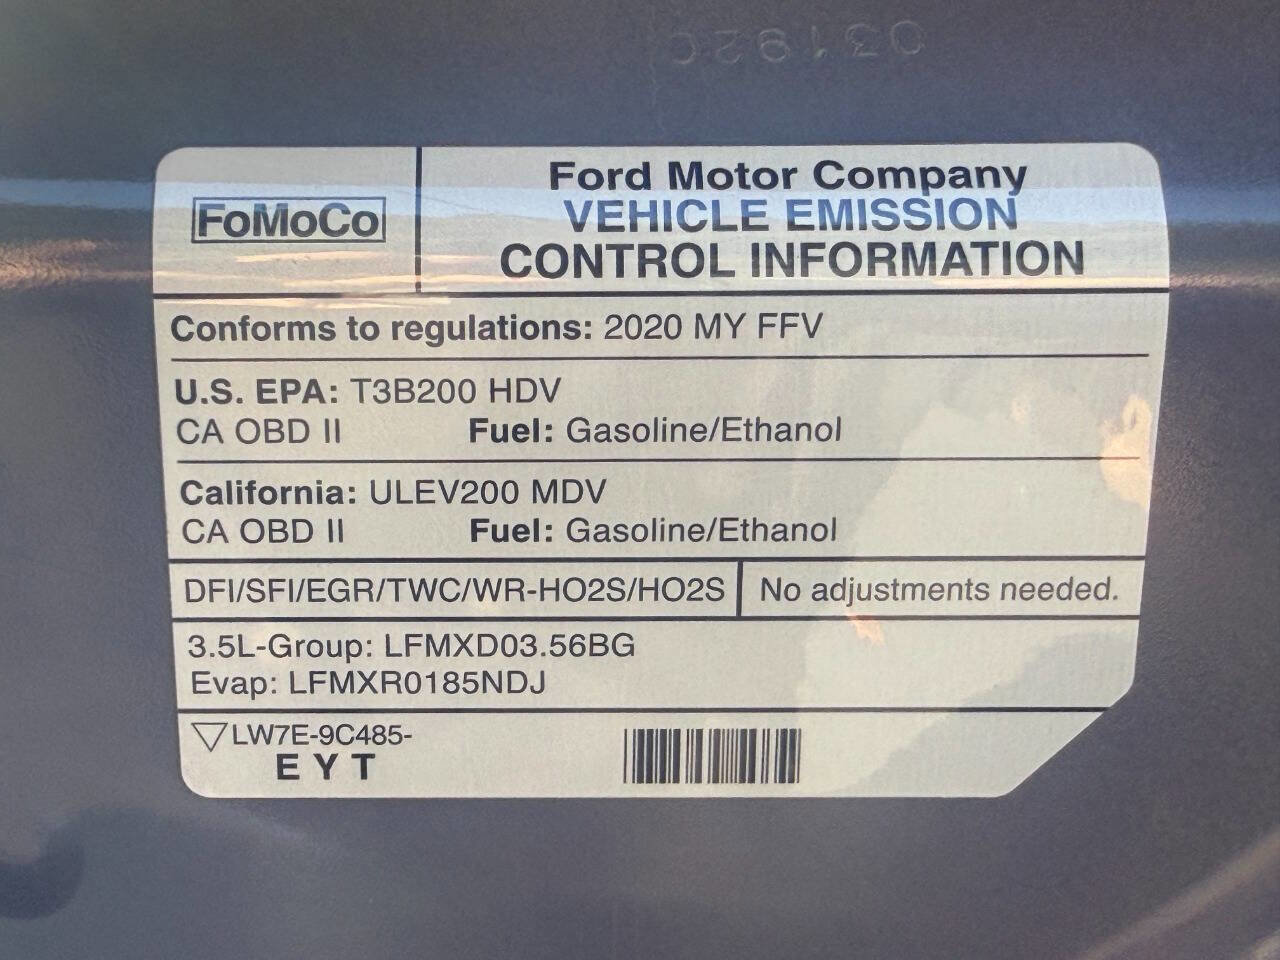 FoMoCo
Ford Motor Company
VEHICLE EMISSION
CONTROL INFORMATION
Conforms to regulations: 2020 MY FFV
U.S. EPA: T3B200 HDV
CA OBD II Fuel: Gasoline/Ethanol
California: ULEV200 MDV
CA OBD II Fuel: Gasoline/Ethanol
DFI/SFI/EGR/TWC/WR-HO2S/HO2S No adjustments needed.
3.5L-Group: LFMXD03.56BG
Evap: LFMXR0185NDJ
LW7E-9C485-
E Y T